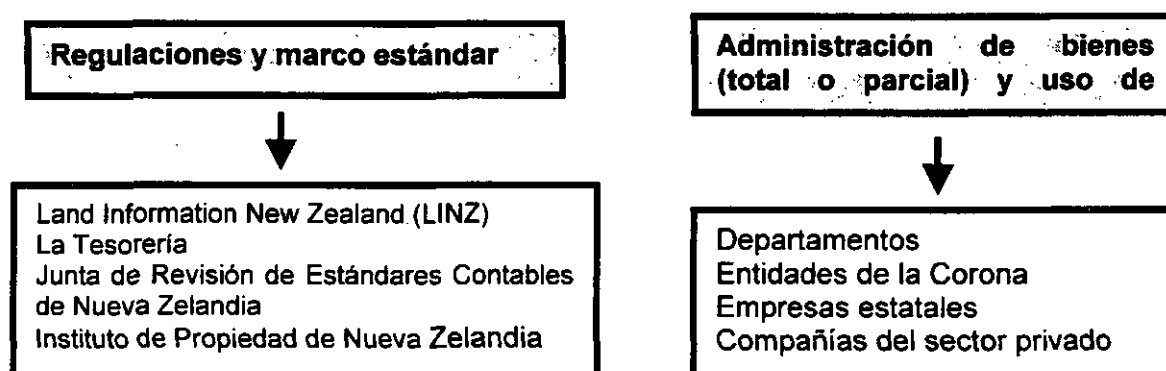 Regulaciones y marco estándar
Land Information New Zealand (LINZ)
La Tesorería
Junta de Revisión de Estándares Contables
de Nueva Zelandia
Instituto de Propiedad de Nueva Zelandia
Administración de bienes
(total o parcial) y uso de
Departamentos
Entidades de la Corona
Empresas estatales
Compañías del sector privado